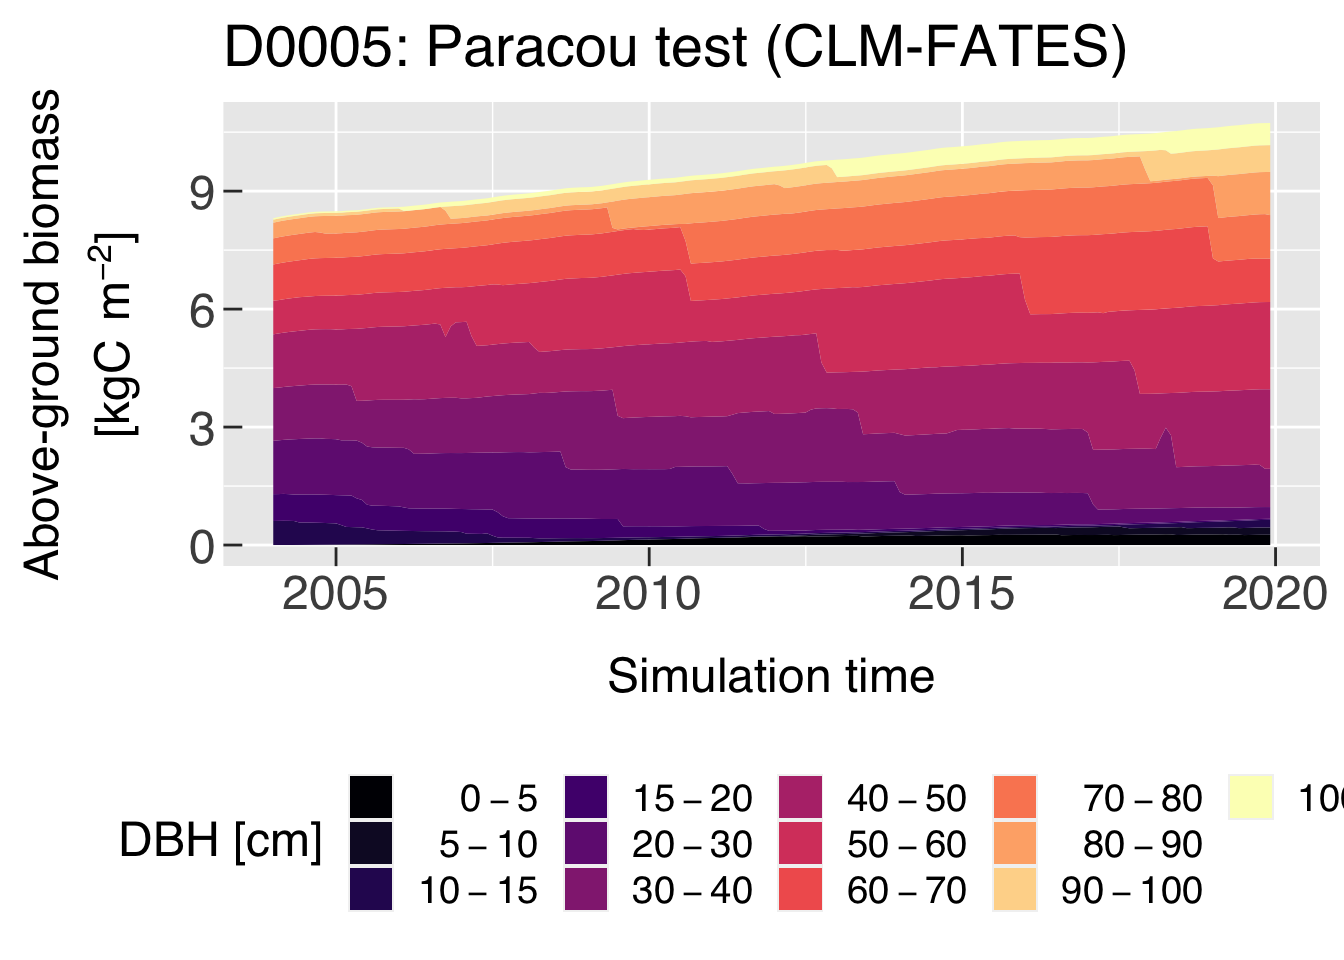 D0005: Paracou test (CLM-FATES)
Above-ground biomass
[kgC m⁻²]
9
6
3
0
2005 2010 2015 2020
Simulation time
DBH [cm]
0 – 5 15 – 20 40 – 50 70 – 80 100
5 – 10 20 – 30 50 – 60 80 – 90
10 – 15 30 – 40 60 – 70 90 – 100